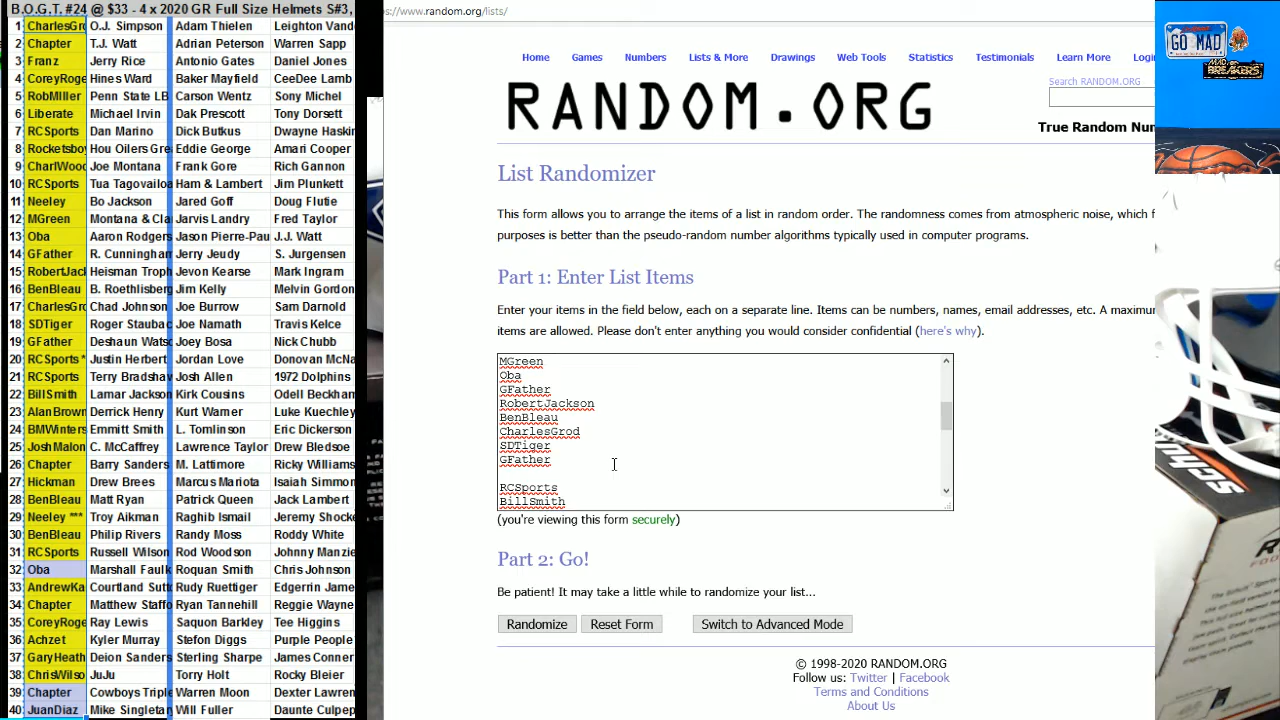 B.O.G.T. #24 @ $33 - 4 x 2020 GR Full Size Helmets S#3,
1 CharlesGro O.J. Simpson Adam Thielen Leighton Vand
2 Chapter T.J. Watt Adrian Peterson Warren Sapp
3 Franz Jerry Rice Antonio Gates Daniel Jones
4 CoreyRoge Hines Ward Baker Mayfield CeeDee Lamb
5 RobMIller Penn State LB Carson Wentz Sony Michel
6 Liberate Michael Irvin Dak Prescott Tony Dorsett
7 RCSports Dan Marino Dick Butkus Dwayne Haskin
8 Rocketsboy Hou Oilers Gre Eddie George Amari Cooper
9 CharlWood Joe Montana Frank Gore Rich Gannon
10 RCSports Tua Tagovailoa Ham & Lambert Jim Plunkett
11 Neeley Bo Jackson Jared Goff Doug Flutie
12 MGreen Montana & Cla Jarvis Landry Fred Taylor
13 Oba Aaron Rodgers Jason Pierre-Pau J.J. Watt
14 GFather R. Cunningham Jerry Jeudy S. Jurgensen
15 RobertJack Heisman Troph Jevon Kearse Mark Ingram
16 BenBleau B. Roethlisberg Jim Kelly Melvin Gordon
17 CharlesGro Chad Johnson Joe Burrow Sam Darnold
18 SDTiger Roger Staubac Joe Namath Travis Kelce
19 GFather Deshaun Watso Joey Bosa Nick Chubb
20 RCSports * Justin Herbert Jordan Love Donovan McNa
21 RCSports Terry Bradshaw Josh Allen 1972 Dolphins
22 BillSmith Lamar Jackson Kirk Cousins Odell Beckham
23 AlanBrown Derrick Henry Kurt Warner Luke Kuechley
24 BMWinters Emmitt Smith L. Tomlinson Eric Dickerson
25 JoshMalon C. McCaffrey Lawrence Taylor Drew Bledsoe
26 Chapter Barry Sanders M. Lattimore Ricky Williams
27 Hickman Drew Brees Marcus Mariota Isaiah Simmon
28 BenBleau Matt Ryan Patrick Queen Jack Lambert
29 Neeley *** Troy Aikman Raghib Ismail Jeremy Shocke
30 BenBleau Philip Rivers Randy Moss Roddy White
31 RCSports Russell Wilson Rod Woodson Johnny Manzie
32 Oba Marshall Faulk Roquan Smith Chris Johnson
33 AndrewKa Courtland Sutt Rudy Ruettiger Edgerrin Jame
34 Chapter Matthew Staffo Ryan Tannehill Reggie Wayne
35 CoreyRoge Ray Lewis Saquon Barkley Tee Higgins
36 Achzet Kyler Murray Stefon Diggs Purple People
37 GaryHeath Deion Sanders Sterling Sharpe James Conner
38 ChrisWilso JuJu Torry Holt Rocky Bleier
39 Chapter Cowboys Triple Warren Moon Dexter Lawren
40 JuanDiaz Mike Singletar Will Fuller Daunte Culpep
s://www.random.org/lists/
Home Games Numbers Lists & More Drawings Web Tools Statistics Testimonials Learn More Login
Search RANDOM.ORG
RANDOM.ORG
True Random Num
List Randomizer
This form allows you to arrange the items of a list in random order. The randomness comes from atmospheric noise, which f
purposes is better than the pseudo-random number algorithms typically used in computer programs.
Part 1: Enter List Items
Enter your items in the field below, each on a separate line. Items can be numbers, names, email addresses, etc. A maximum
items are allowed. Please don't enter anything you would consider confidential (here's why).
MGreen
Oba
GFather
RobertJackson
BenBleau
CharlesGrod
SDTiger
GFather
RCSports
BillSmith
(you're viewing this form securely)
Part 2: Go!
Be patient! It may take a little while to randomize your list...
Randomize Reset Form Switch to Advanced Mode
© 1998-2020 RANDOM.ORG
Follow us: Twitter | Facebook
Terms and Conditions
About Us
GO MAD
MAD BREAKERS
SCHU